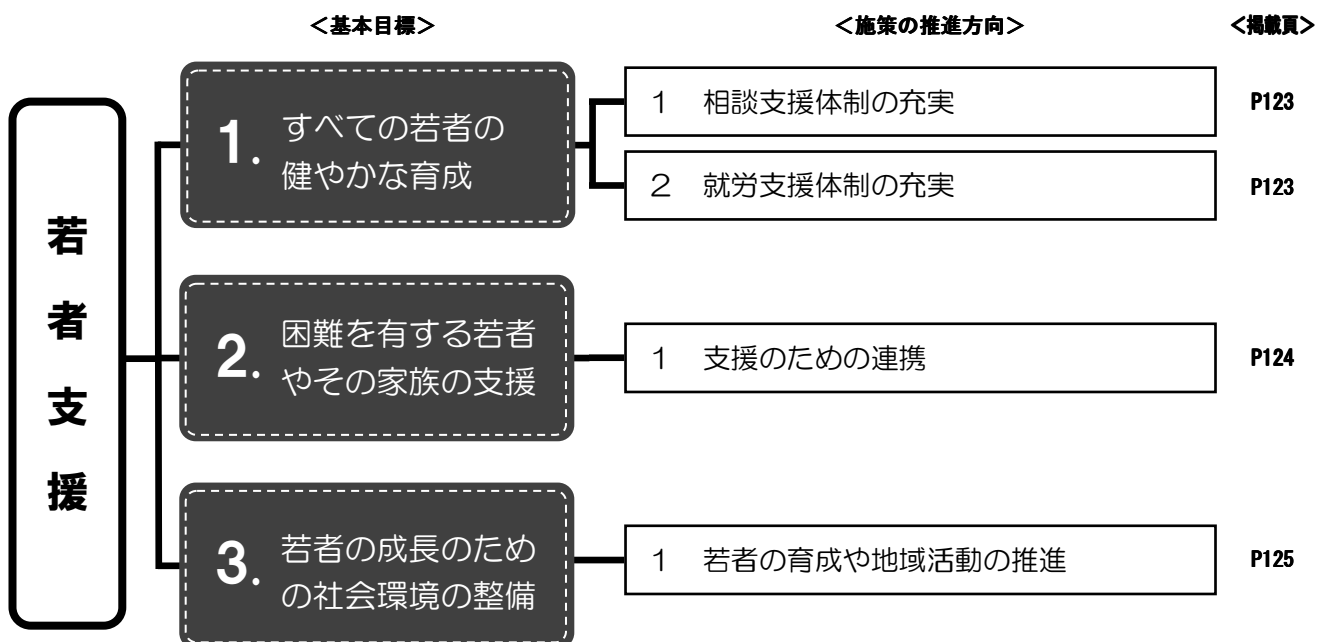 ＜基本目標＞
＜施策の推進方向＞
＜掲載頁＞
若者支援
1. すべての若者の
健やかな育成
１　相談支援体制の充実
P123
２　就労支援体制の充実
P123
2. 困難を有する若者
やその家族の支援
１　支援のための連携
P124
3. 若者の成長のため
の社会環境の整備
１　若者の育成や地域活動の推進
P125